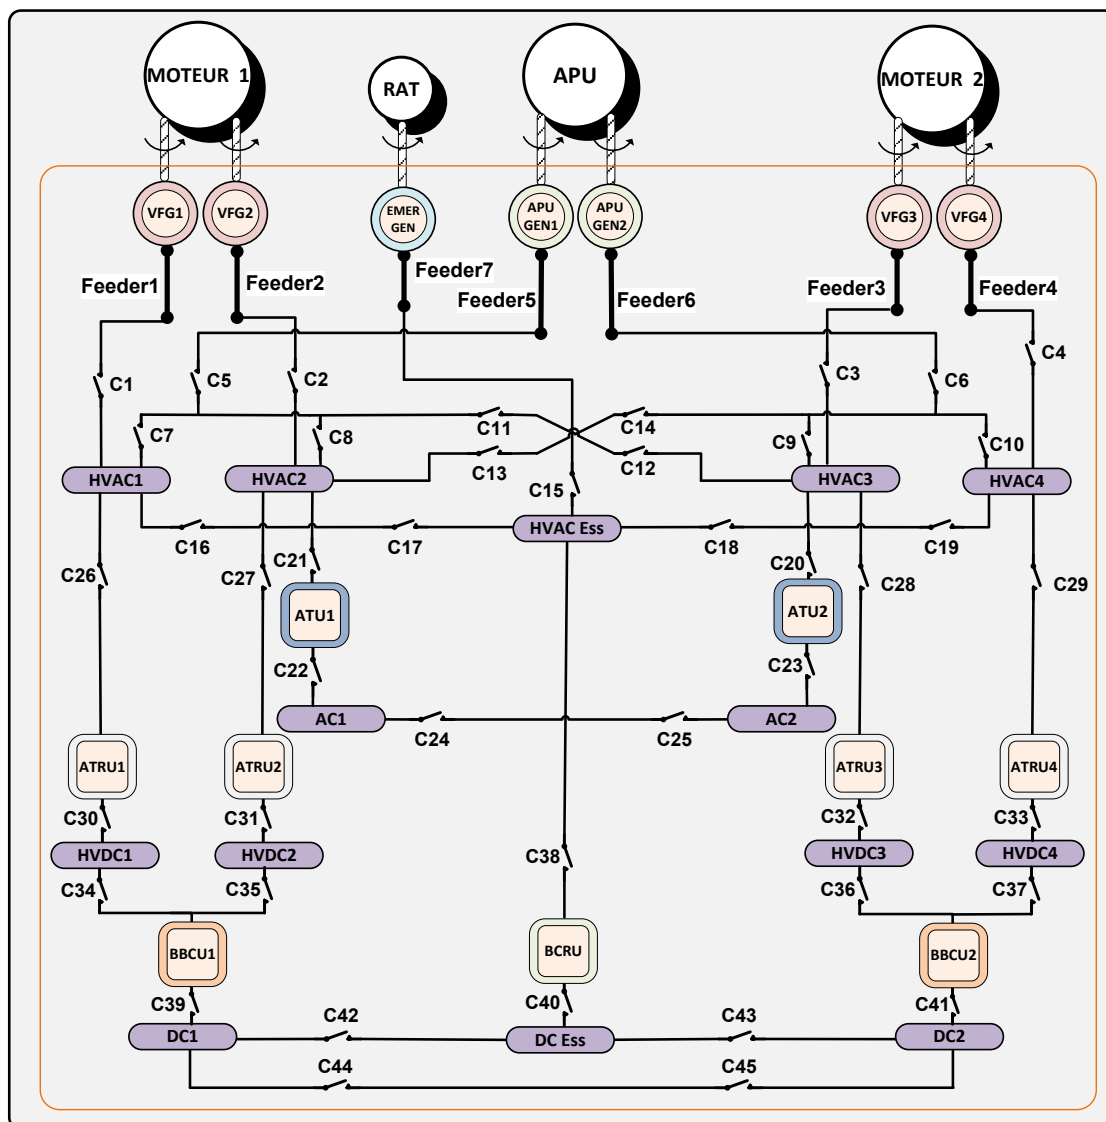 MOTEUR 1
RAT
APU
MOTEUR 2
VFG1
VFG2
EMER
GEN
APU
GEN1
APU
GEN2
VFG3
VFG4
Feeder1
Feeder2
Feeder7
Feeder5
Feeder6
Feeder3
Feeder4
C1
C5
C2
C3
C6
C4
C7
C8
C11
C14
C9
C10
C13
C12
HVAC1
HVAC2
C15
HVAC3
HVAC4
HVAC Ess
C16
C17
C18
C19
C26
C27
C21
C20
C28
C29
ATU1
ATU2
C22
C23
AC1
AC2
C24
C25
ATRU1
ATRU2
ATRU3
ATRU4
C30
C31
C32
C33
HVDC1
HVDC2
C38
HVDC3
HVDC4
C34
C35
C36
C37
BBCU1
BCRU
BBCU2
C39
C40
C41
C42
C43
DC1
DC Ess
DC2
C44
C45